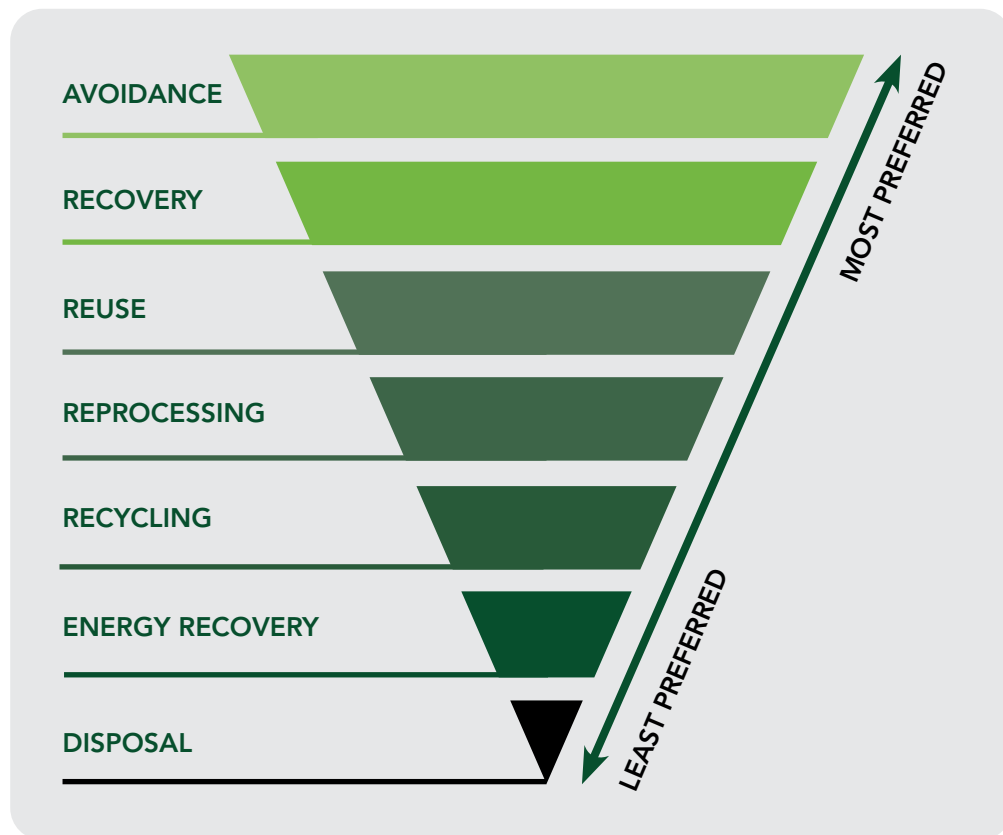 AVOIDANCE
RECOVERY
REUSE
REPROCESSING
RECYCLING
ENERGY RECOVERY
DISPOSAL
MOST PREFERRED
LEAST PREFERRED